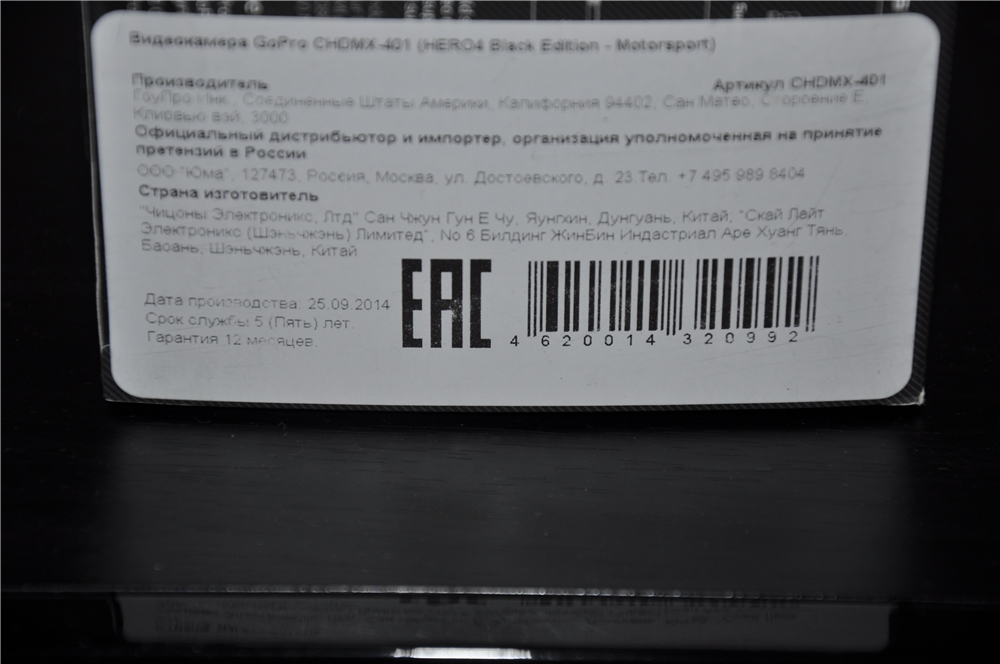 Видеокамера GoPro CHDMX-401 (HERO4 Black Edition - Motorsport)
Производитель Артикул CHDMX-401
ГоуПро Инк., Соединенные Штаты Америки, Калифорния 94402, Сан Матео, Е,
Клирвью вэй, 3000
Официальный дистрибьютор и импортер, организация уполномоченная на принятие
претензий в России
ООО "Юма", 127473, Россия, Москва, ул. Достоевского, д. 23.Тел. +7 495 989 8404
Страна изготовитель
"Чицоны Электроникс, Лтд" Сан Чжун Гун Е Чу, Яунгхин, Дунгуань, Китай, "Скай Лайт
Электроникс (Шэньчжэнь) Лимитед", No 6 Билдинг ЖинБин Индастриал Аре Хуанг Тянь,
Баоань, Шэньчжэнь, Китай
Дата производства: 25.09.2014
Срок службы 5 (Пять) лет.
Гарантия 12 месяцев.
EAC
4 620014 320992